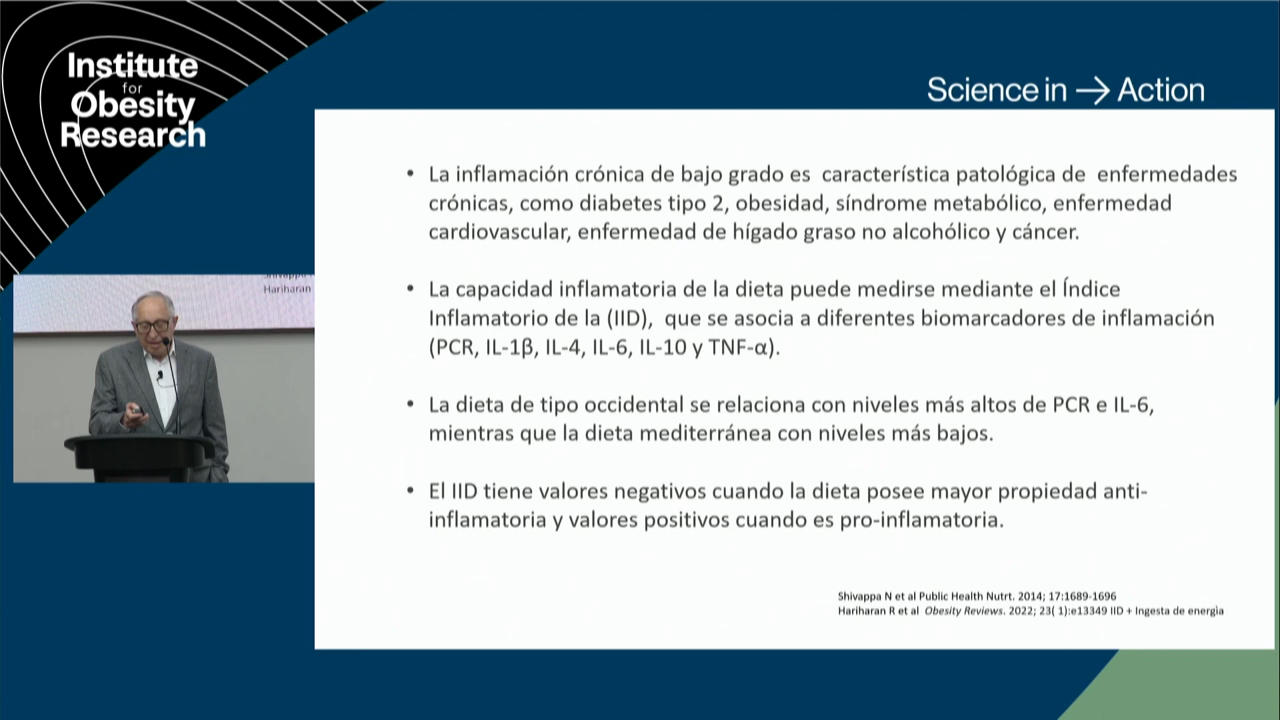 Institute
for
Obesity
Research
Science in → Action
• La inflamación crónica de bajo grado es característica patológica de enfermedades
crónicas, como diabetes tipo 2, obesidad, síndrome metabólico, enfermedad
cardiovascular, enfermedad de hígado graso no alcohólico y cáncer.
• La capacidad inflamatoria de la dieta puede medirse mediante el Índice
Inflamatorio de la (IID), que se asocia a diferentes biomarcadores de inflamación
(PCR, IL-1β, IL-4, IL-6, IL-10 y TNF-α).
• La dieta de tipo occidental se relaciona con niveles más altos de PCR e IL-6,
mientras que la dieta mediterránea con niveles más bajos.
• El IID tiene valores negativos cuando la dieta posee mayor propiedad anti-
inflamatoria y valores positivos cuando es pro-inflamatoria.
Shivappa N et al Public Health Nutrt. 2014; 17:1689-1696
Hariharan R et al Obesity Reviews. 2022; 23( 1):e13349 IID + Ingesta de energia
Hariharan